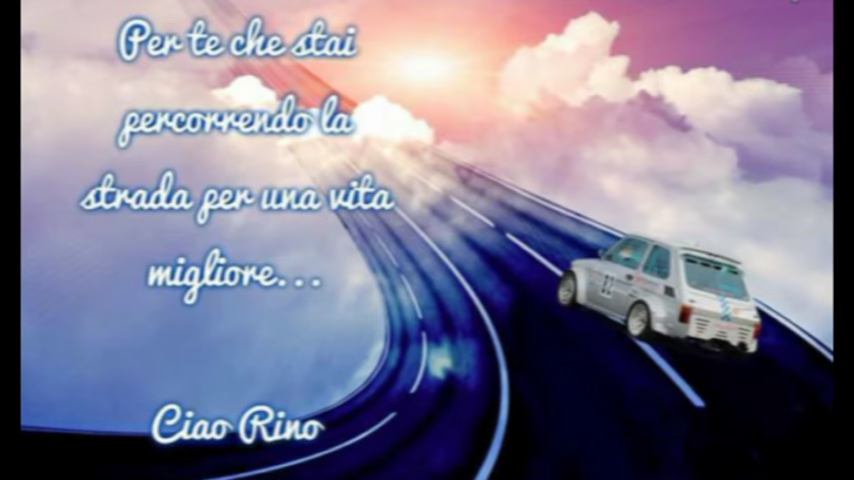 Per te che stai
percorrendo la
strada per una vita
migliore...
Ciao Rino